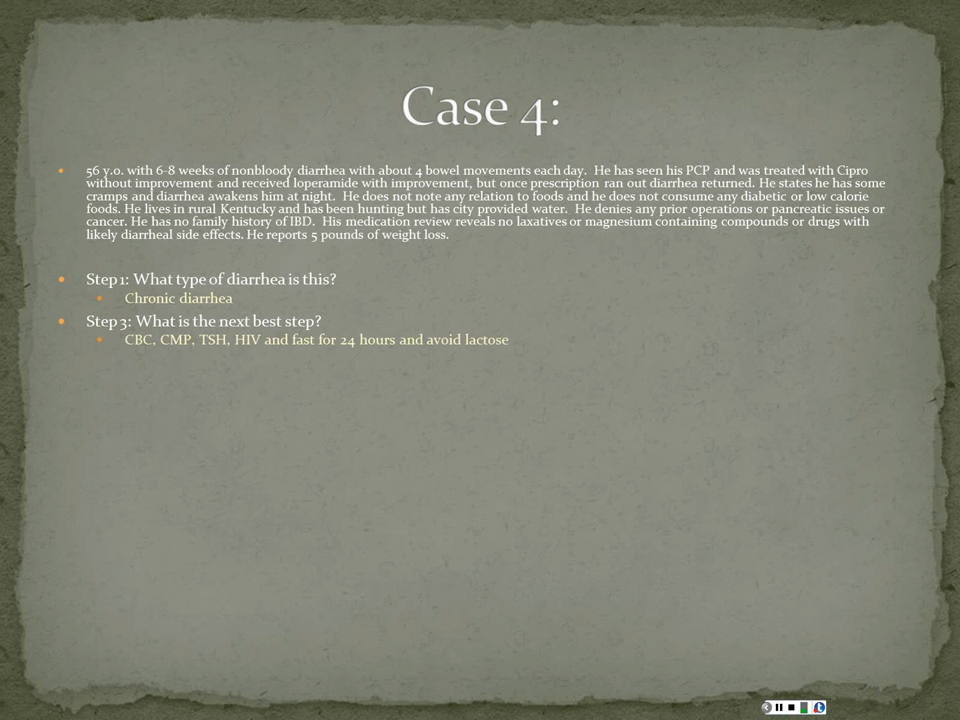 Case 4:
56 y.o. with 6-8 weeks of nonbloody diarrhea with about 4 bowel movements each day.  He has seen his PCP and was treated with Cipro
without improvement and received loperamide with improvement, but once prescription ran out diarrhea returned. He states he has some
cramps and diarrhea awakens him at night.  He does not note any relation to foods and he does not consume any diabetic or low calorie
foods. He lives in rural Kentucky and has been hunting but has city provided water.  He denies any prior operations or pancreatic issues or
cancer. He has no family history of IBD.  His medication review reveals no laxatives or magnesium containing compounds or drugs with
likely diarrheal side effects. He reports 5 pounds of weight loss.
Step 1: What type of diarrhea is this?
Chronic diarrhea
Step 3: What is the next best step?
CBC, CMP, TSH, HIV and fast for 24 hours and avoid lactose